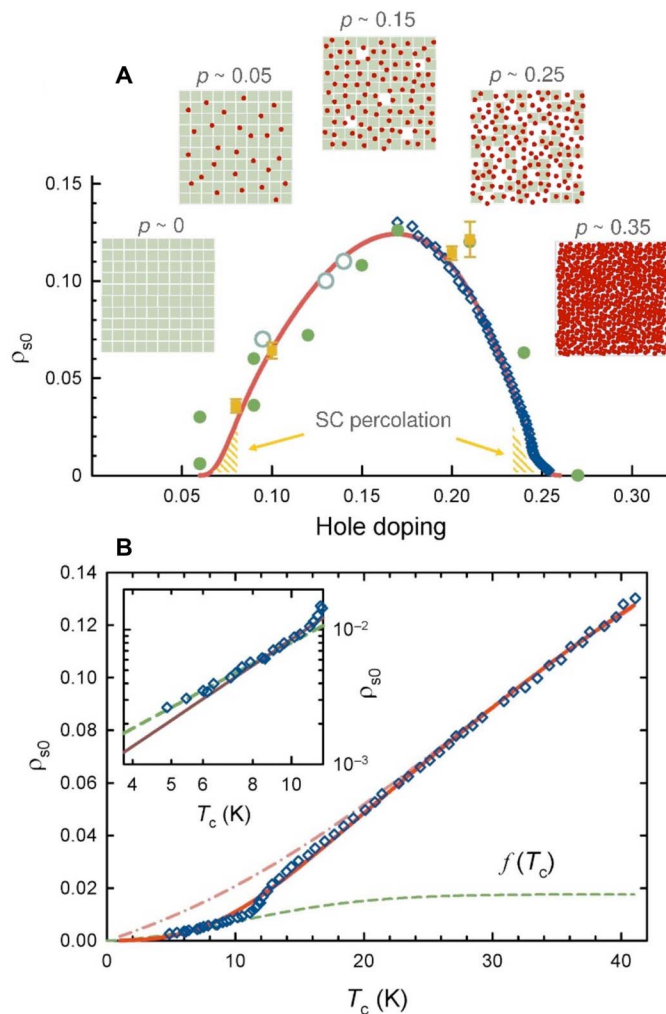 A
p ~ 0
p ~ 0.05
p ~ 0.15
p ~ 0.25
p ~ 0.35
0.15
0.10
0.05
0
ρs0
SC percolation
0.05 0.10 0.15 0.20 0.25 0.30
Hole doping
B
0.14
0.12
0.10
0.08
0.06
0.04
0.02
0.00
ρs0
10⁻²
10⁻³
ρs0
4 5 6 8 10
Tc (K)
f(Tc)
0 10 20 30 40
Tc (K)